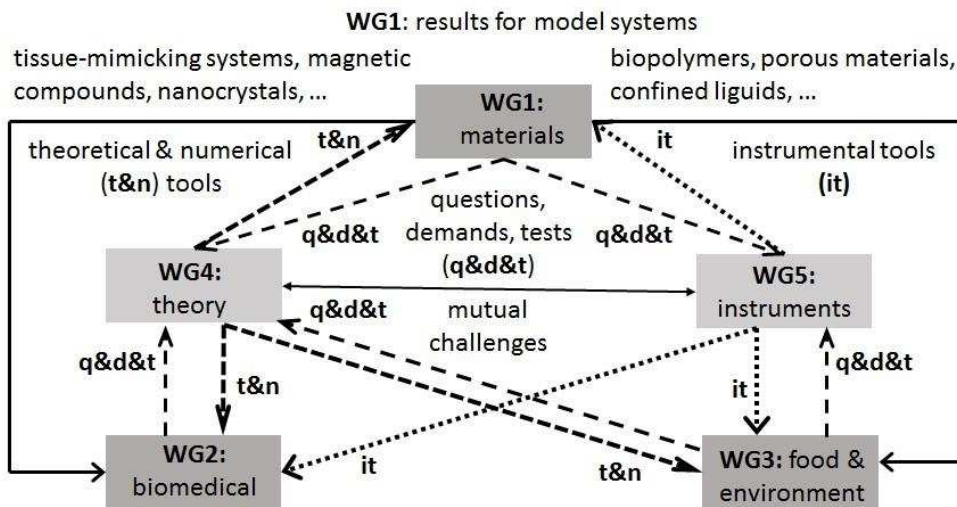 WG1: results for model systems
tissue-mimicking systems, magnetic
compounds, nanocrystals, ...
biopolymers, porous materials,
confined liguids, ...
WG1:
materials
t&n
it
theoretical & numerical
(t&n) tools
instrumental tools
(it)
questions,
demands, tests
(q&d&t)
q&d&t
q&d&t
WG4:
theory
WG5:
instruments
q&d&t
mutual
challenges
q&d&t
t&n
it
q&d&t
WG2:
biomedical
it
t&n
WG3: food &
environment